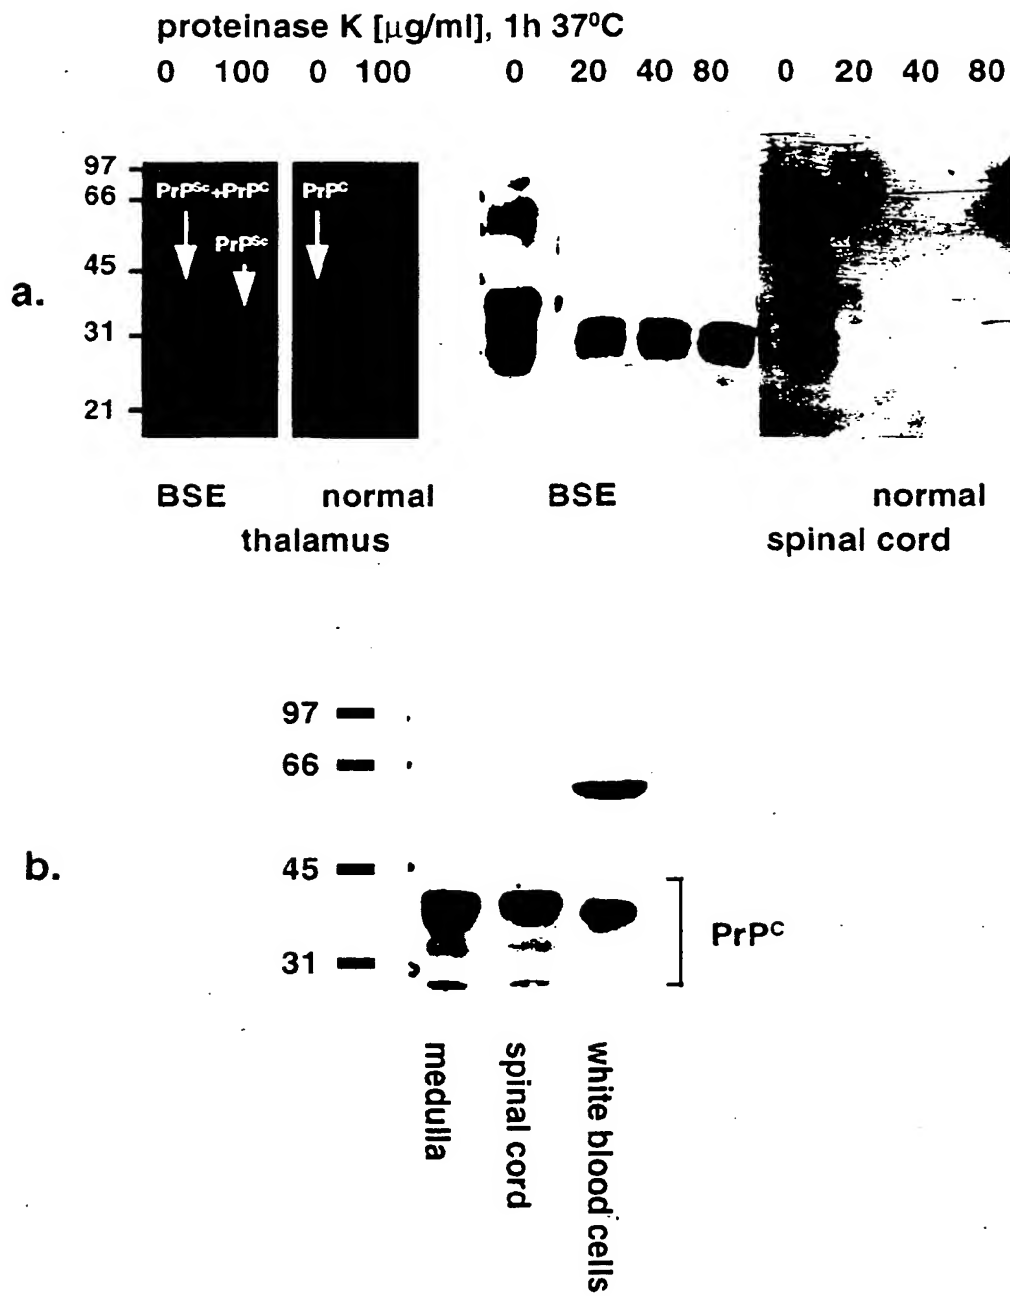 proteinase K [µg/ml], 1h 37⁰C
0 100 0 100 0 20 40 80 0 20 40 80
a.
97
66
45
31
21
PrPSc+PrPC
PrPSc
PrPC
BSE normal BSE normal
thalamus spinal cord
b.
97
66
45
31
PrPC
medulla
spinal cord
white blood cells